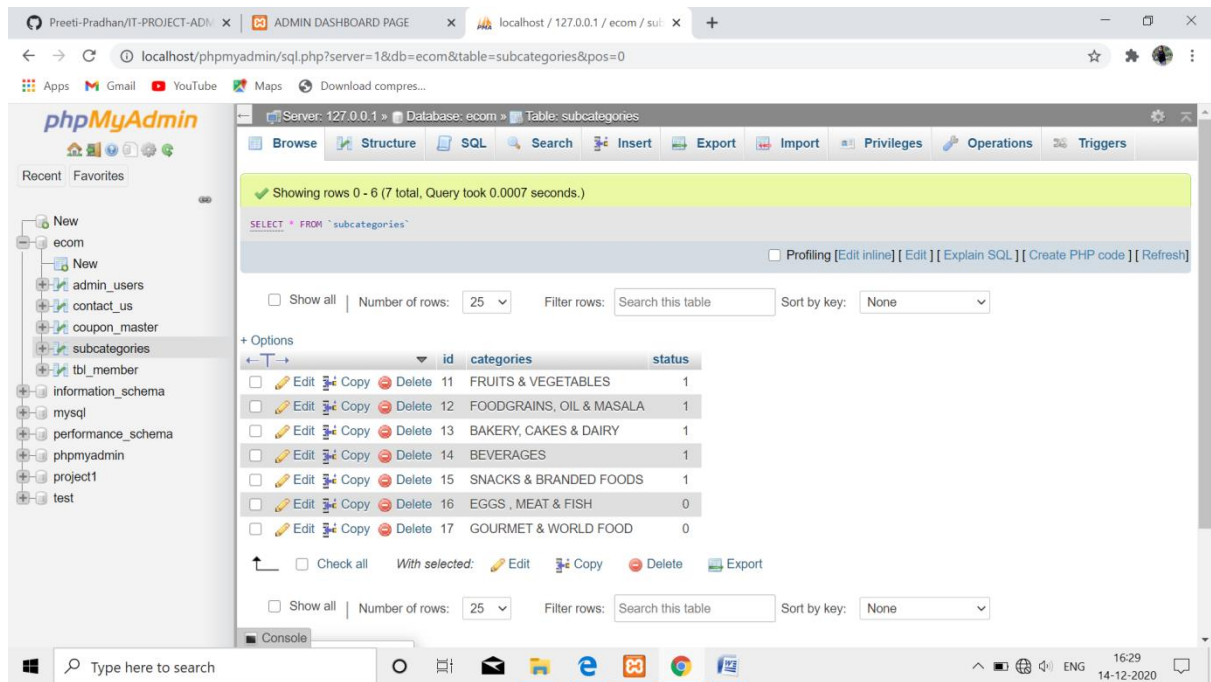 Preeti-Pradhan/IT-PROJECT-ADM
ADMIN DASHBOARD PAGE
localhost / 127.0.0.1 / ecom / sub
localhost/phpmyadmin/sql.php?server=1&db=ecom&table=subcategories&pos=0
Apps Gmail YouTube Maps Download compres...
phpMyAdmin
Recent Favorites
New
ecom
New
admin_users
contact_us
coupon_master
subcategories
tbl_member
information_schema
mysql
performance_schema
phpmyadmin
project1
test
Server: 127.0.0.1 » Database: ecom » Table: subcategories
Browse Structure SQL Search Insert Export Import Privileges Operations Triggers
Showing rows 0 - 6 (7 total, Query took 0.0007 seconds.)
SELECT * FROM `subcategories`
Profiling [Edit inline] [ Edit ] [ Explain SQL ] [ Create PHP code ] [ Refresh]
Show all | Number of rows: 25 Filter rows: Search this table Sort by key: None
+ Options
←T→ id categories status
Edit Copy Delete 11 FRUITS & VEGETABLES 1
Edit Copy Delete 12 FOODGRAINS, OIL & MASALA 1
Edit Copy Delete 13 BAKERY, CAKES & DAIRY 1
Edit Copy Delete 14 BEVERAGES 1
Edit Copy Delete 15 SNACKS & BRANDED FOODS 1
Edit Copy Delete 16 EGGS , MEAT & FISH 0
Edit Copy Delete 17 GOURMET & WORLD FOOD 0
Check all With selected: Edit Copy Delete Export
Show all | Number of rows: 25 Filter rows: Search this table Sort by key: None
Console
Type here to search
ENG
16:29
14-12-2020